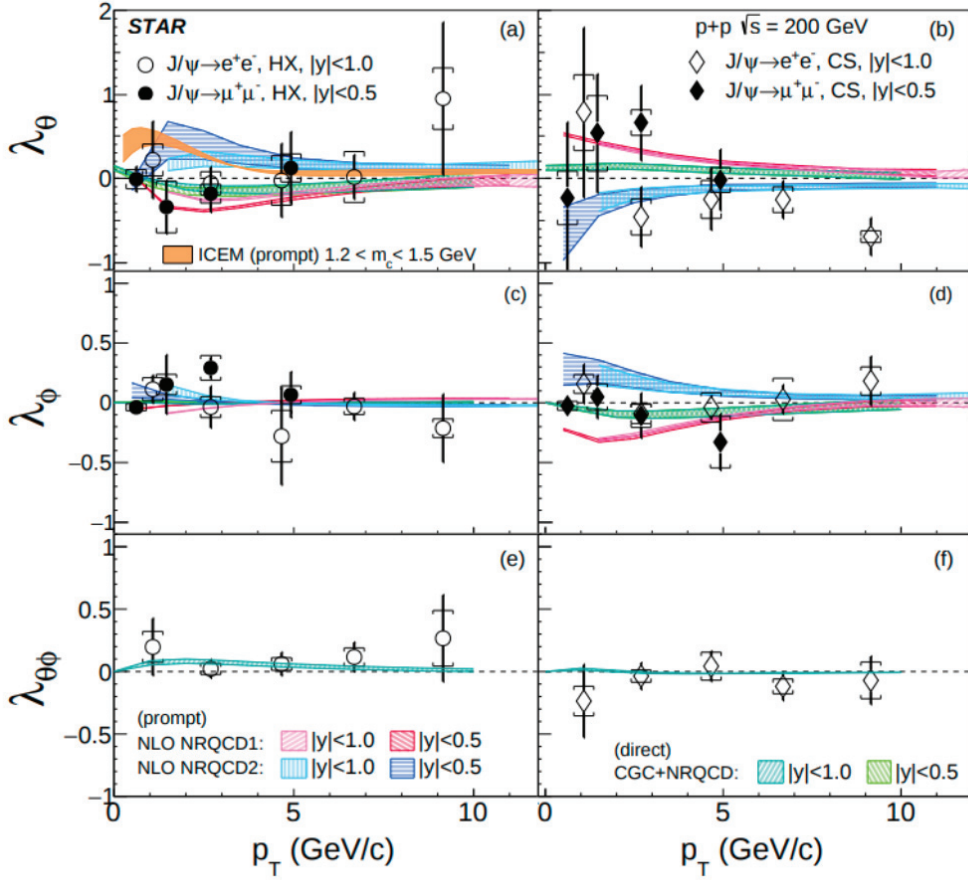 STAR
(a)
J/ψ→e⁺e⁻, HX, |y|<1.0
J/ψ→μ⁺μ⁻, HX, |y|<0.5
ICEM (prompt) 1.2 < m_c < 1.5 GeV
λ_θ
2
1
0
−1
p+p √s = 200 GeV
(b)
J/ψ→e⁺e⁻, CS, |y|<1.0
J/ψ→μ⁺μ⁻, CS, |y|<0.5
(c)
λ_ϕ
0.5
0
−0.5
−1
(d)
(e)
λ_θϕ
1
0.5
0
−0.5
−1
(prompt)
NLO NRQCD1: |y|<1.0 |y|<0.5
NLO NRQCD2: |y|<1.0 |y|<0.5
(f)
(direct)
CGC+NRQCD: |y|<1.0 |y|<0.5
0 5 10 0 5 10
p_T (GeV/c) p_T (GeV/c)